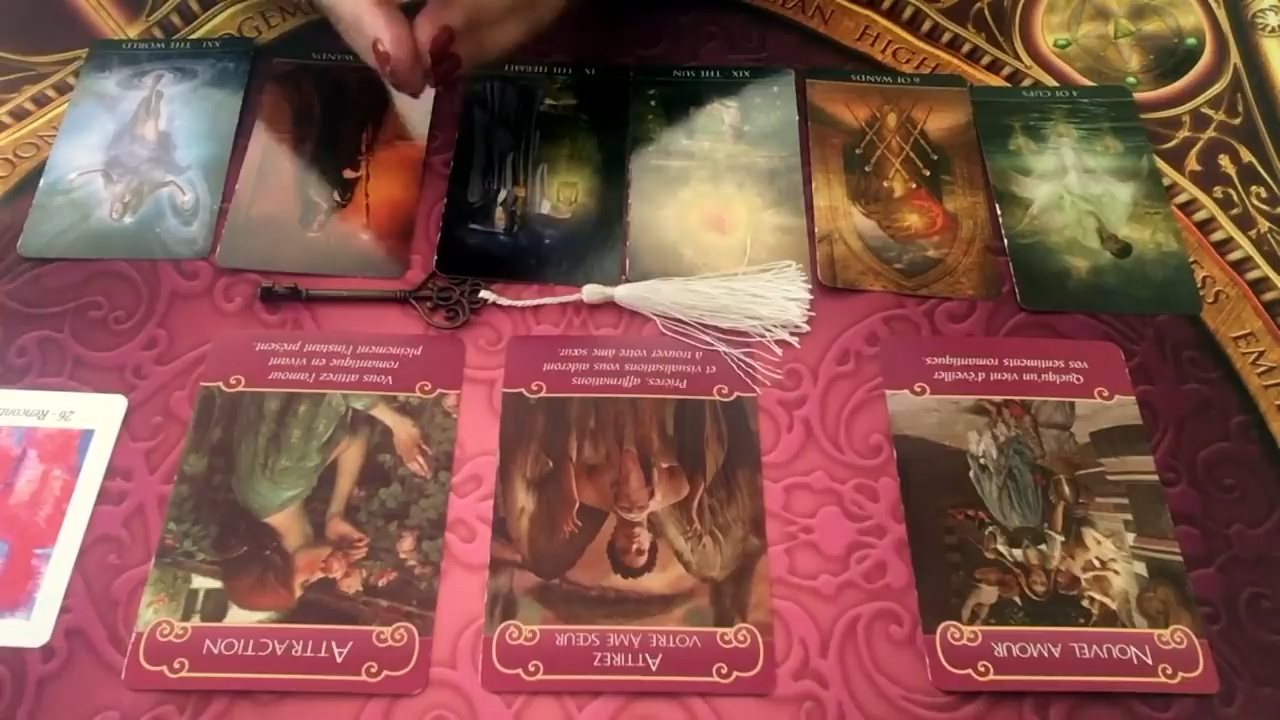 XXI · THE WORLD
WANDS
IX · THE HERMIT
XIX · THE SUN
6 OF WANDS
4 OF CUPS
HIGH
Vous attirez l'amour
romantique en vivant
pleinement l'instant présent.
ATTRACTION
Prières, affirmations
et visualisations vous aideront
à trouver votre âme sœur.
ATTIREZ
VOTRE ÂME SŒUR
Quelqu'un vient d'éveiller
vos sentiments romantiques.
NOUVEL AMOUR